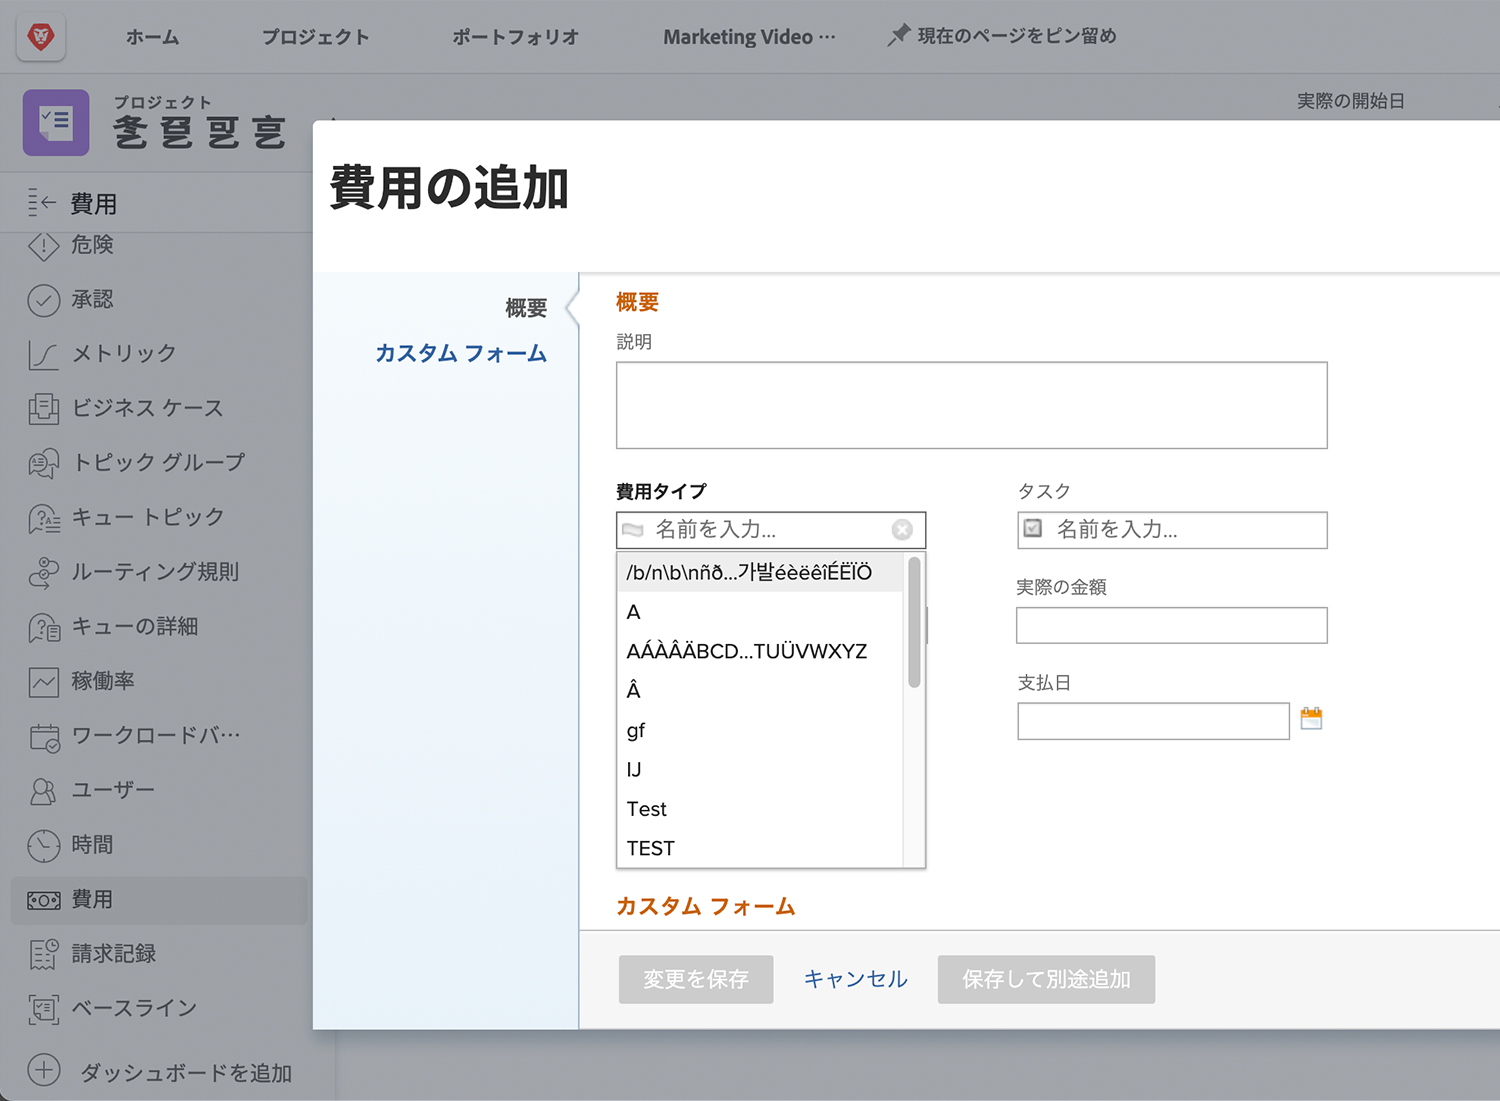 ホーム
プロジェクト
ポートフォリオ
Marketing Video ···
現在のページをピン留め
プロジェクト
実際の開始日
費用
危険
承認
メトリック
ビジネス ケース
トピック グループ
キュー トピック
ルーティング規則
キューの詳細
稼働率
ワークロードバ···
ユーザー
時間
費用
請求記録
ベースライン
ダッシュボードを追加
費用の追加
概要
カスタム フォーム
概要
説明
費用タイプ
名前を入力...
/b/n\b\nñð...가발éèëêîÉËÏÖ
A
AÁÀÂÄBCD...TUÜVWXYZ
Â
gf
IJ
Test
TEST
タスク
名前を入力...
実際の金額
支払日
カスタム フォーム
変更を保存
キャンセル
保存して別途追加